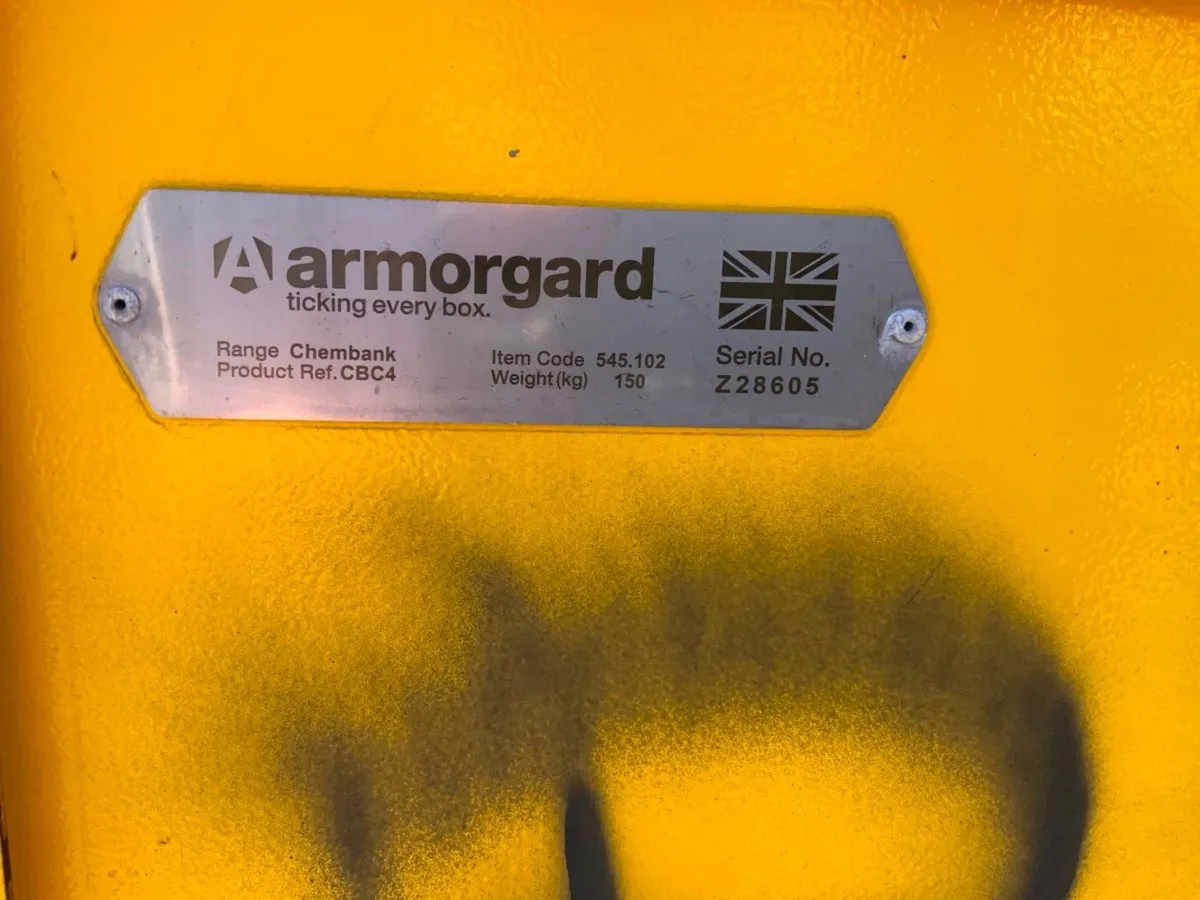 armorgard
ticking every box.
Range Chembank
Product Ref. CBC4
Item Code 545.102
Weight (kg) 150
Serial No.
Z28605